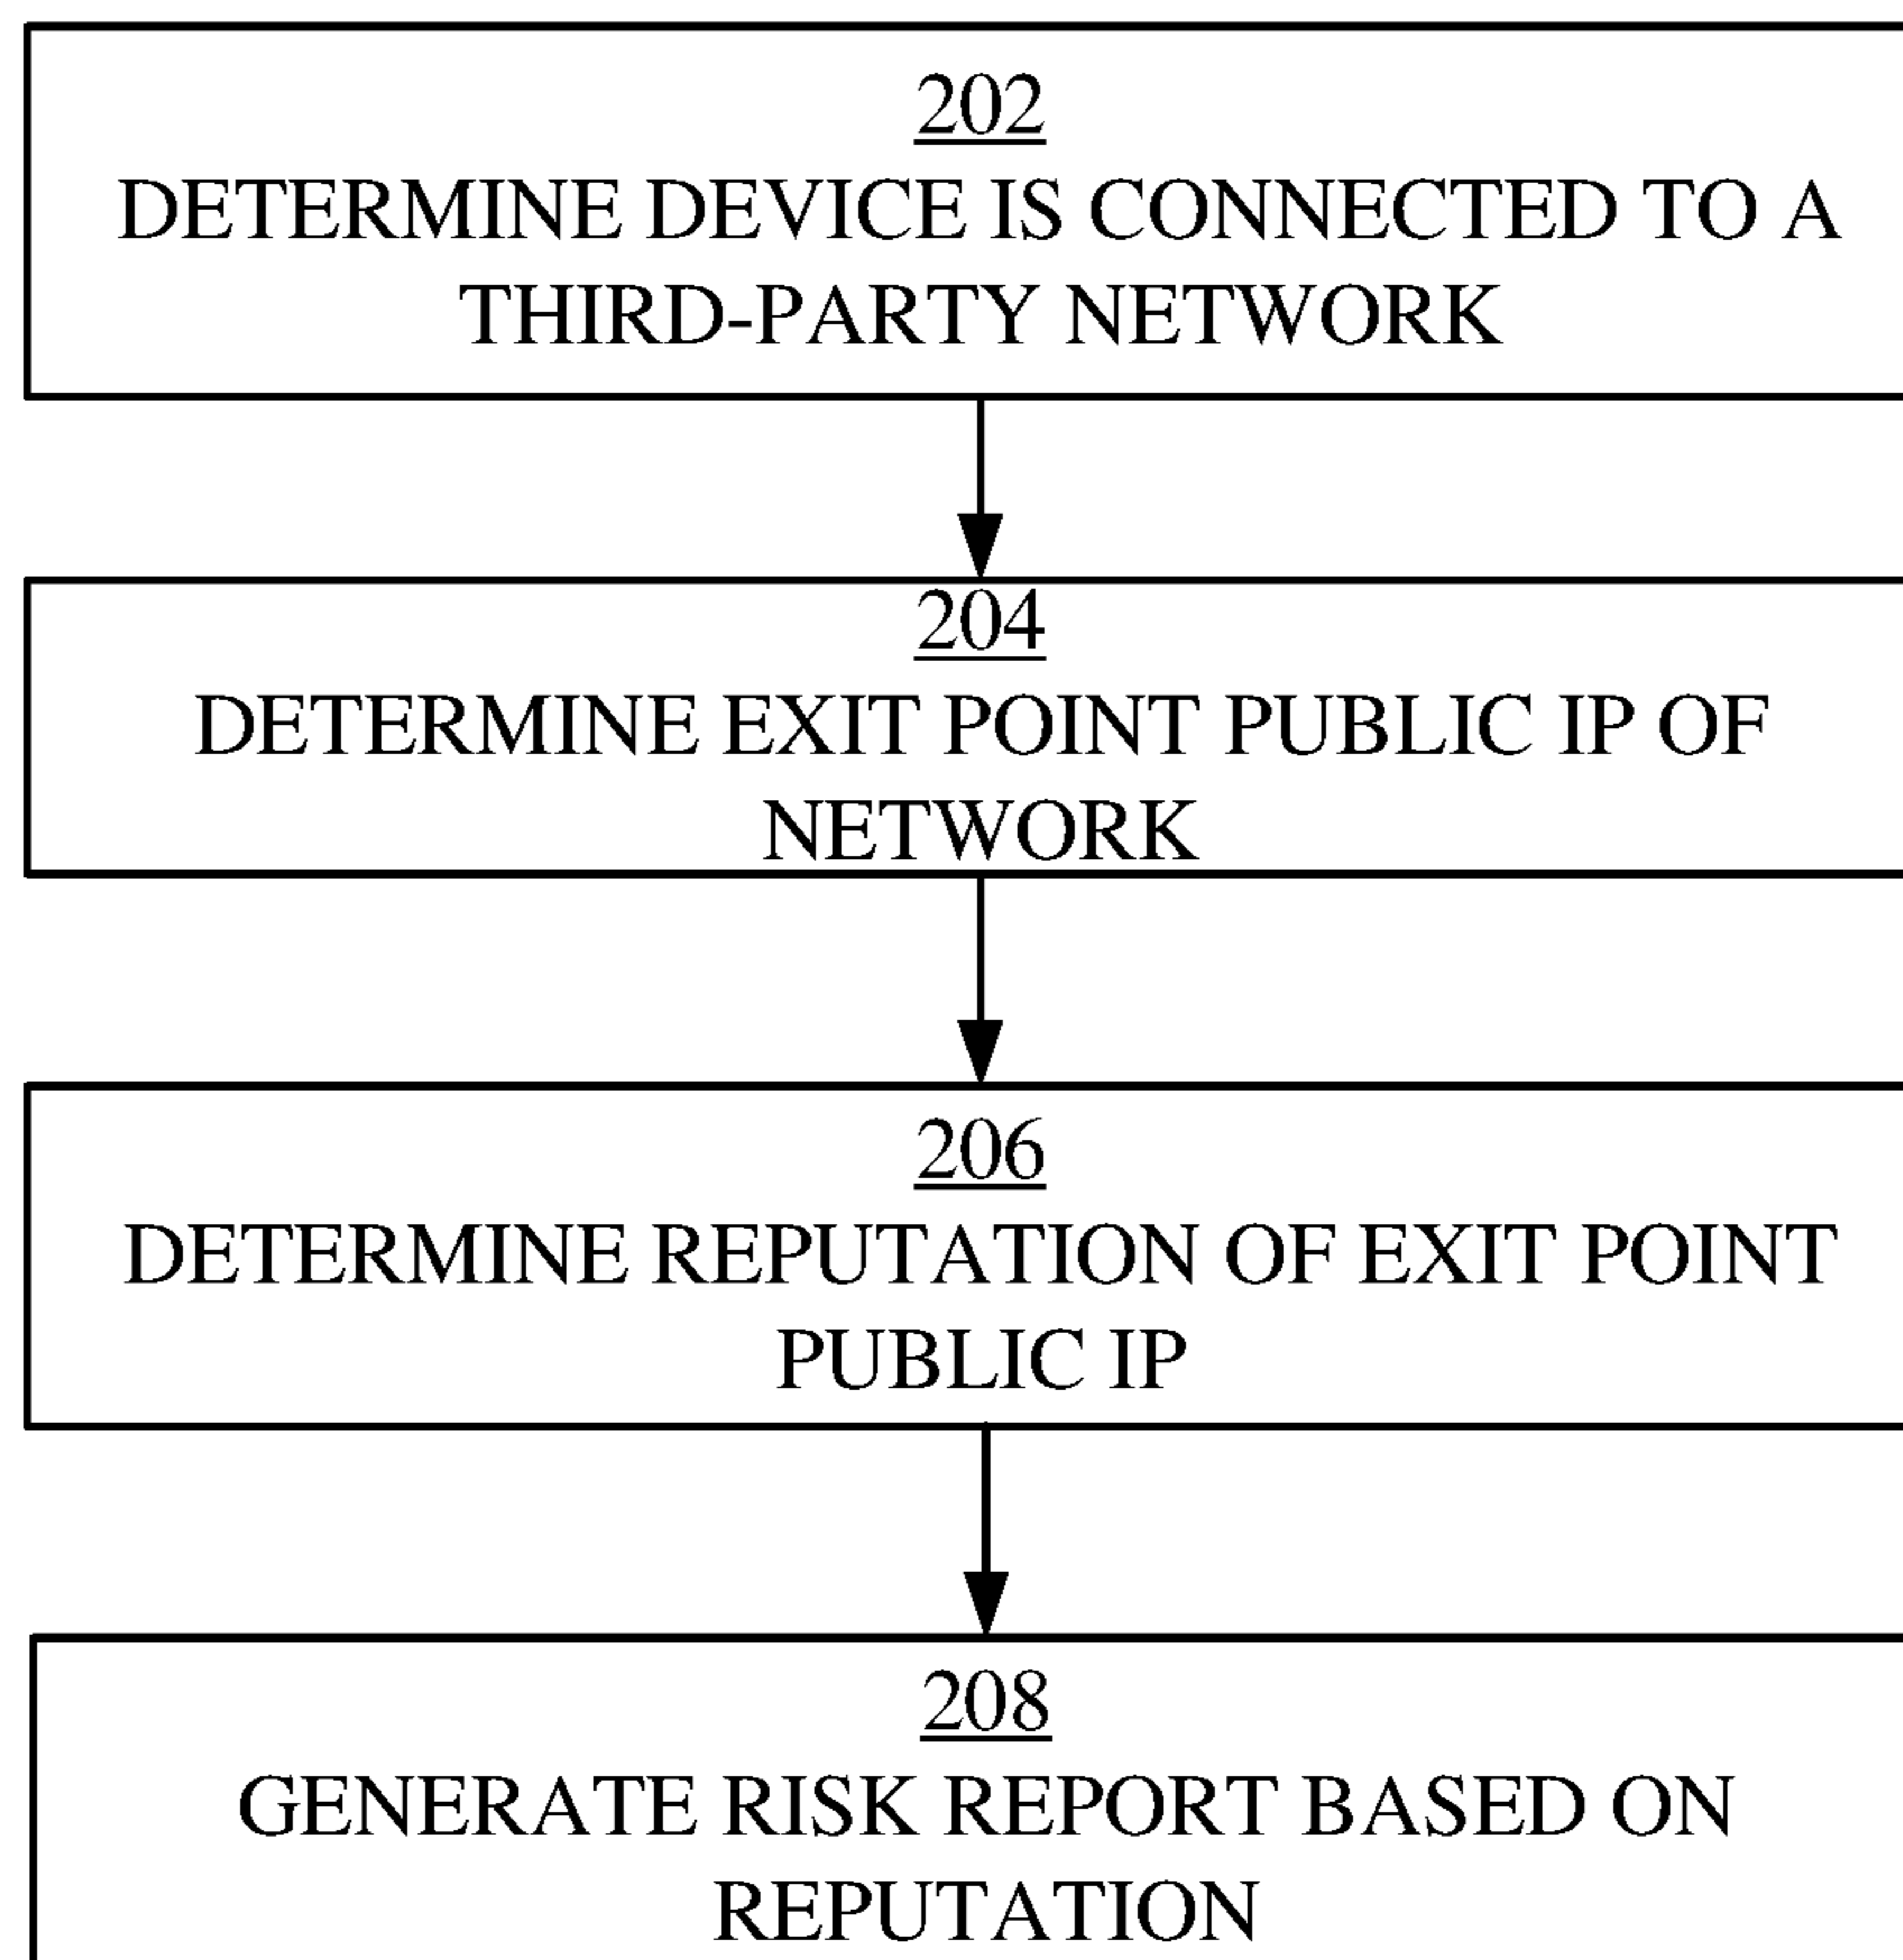 202
DETERMINE DEVICE IS CONNECTED TO A
THIRD-PARTY NETWORK
204
DETERMINE EXIT POINT PUBLIC IP OF
NETWORK
206
DETERMINE REPUTATION OF EXIT POINT
PUBLIC IP
208
GENERATE RISK REPORT BASED ON
REPUTATION